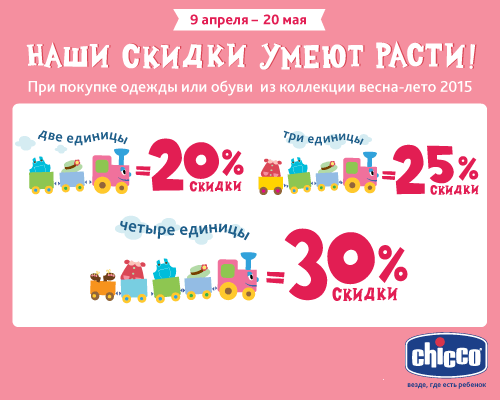 9 апреля – 20 мая
НАШИ СКИДКИ УМЕЮТ РАСТИ!
При покупке одежды или обуви из коллекции весна-лето 2015
две единицы
=20% СКИДКИ
три единицы
=25% СКИДКИ
четыре единицы
=30% СКИДКИ
chicco
везде, где есть ребенок